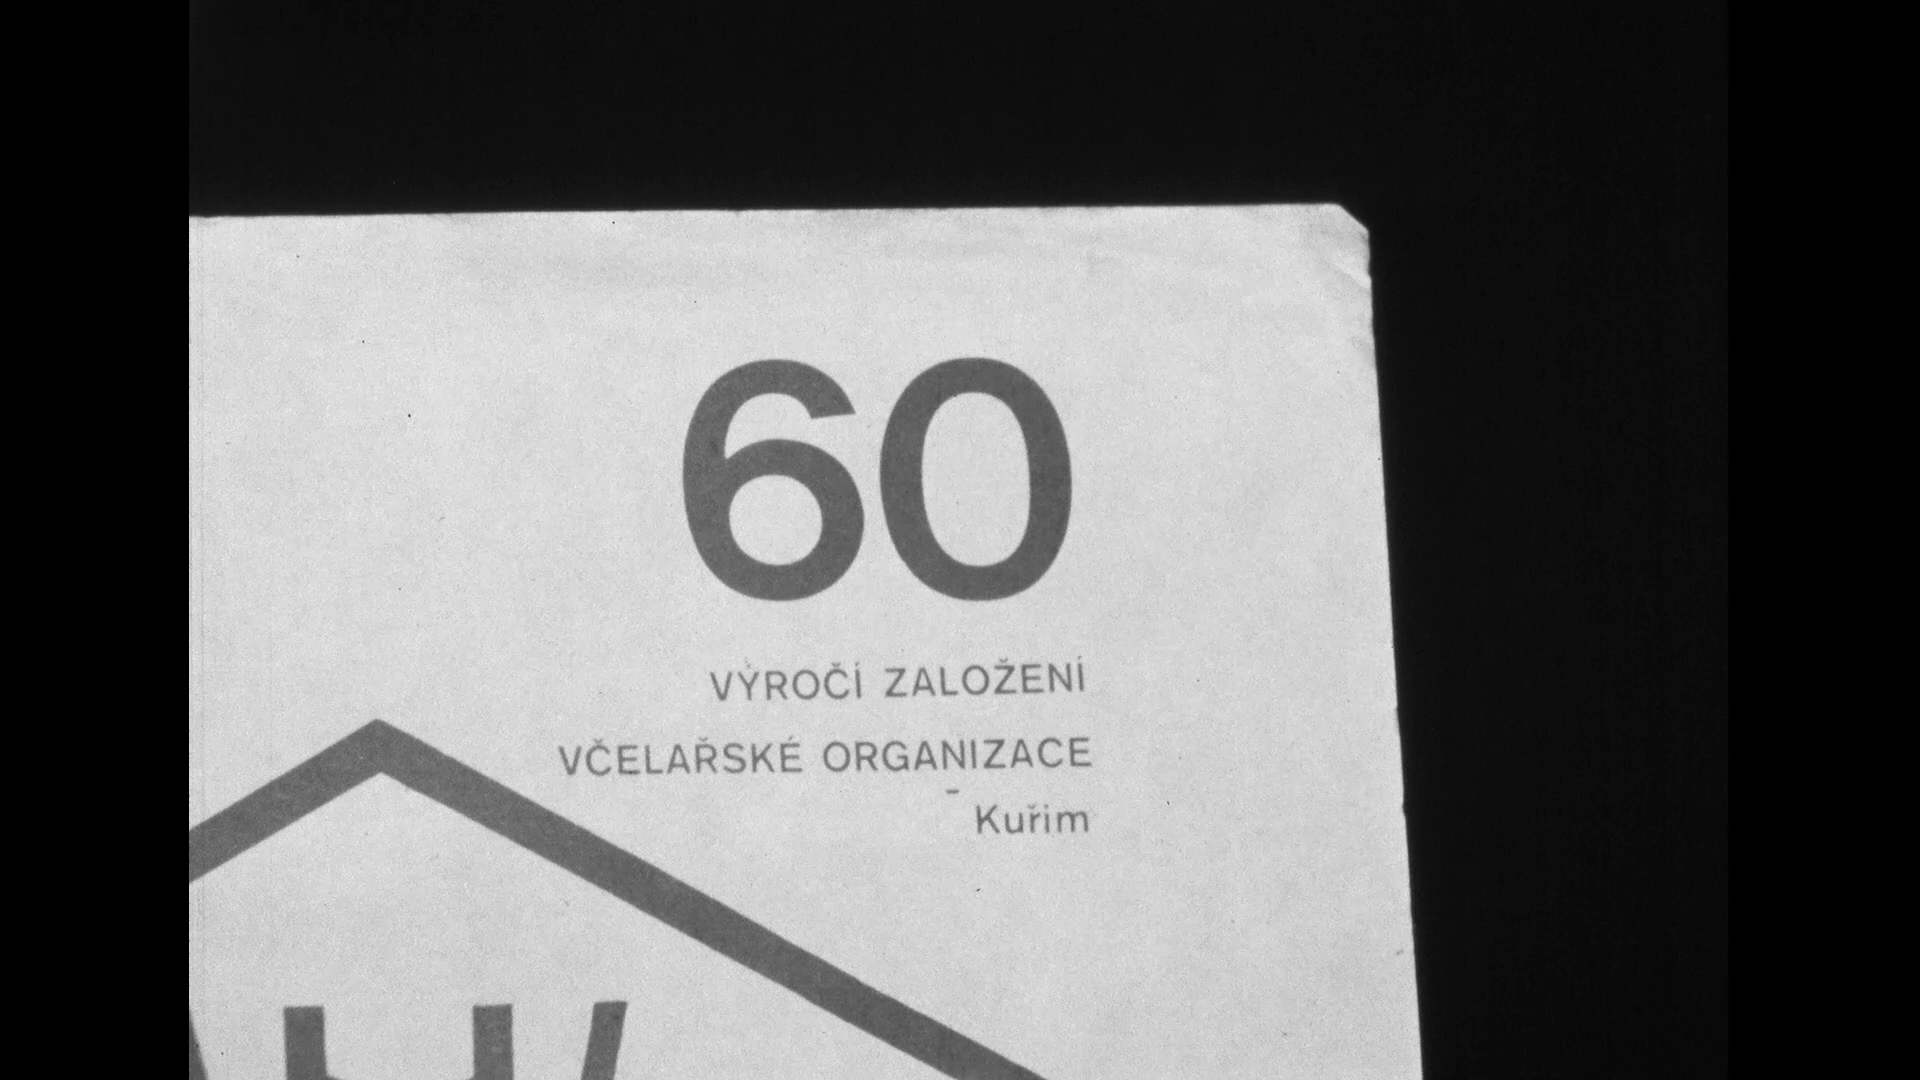 60
VÝROČÍ ZALOŽENÍ
VČELAŘSKÉ ORGANIZACE
-
Kuřim